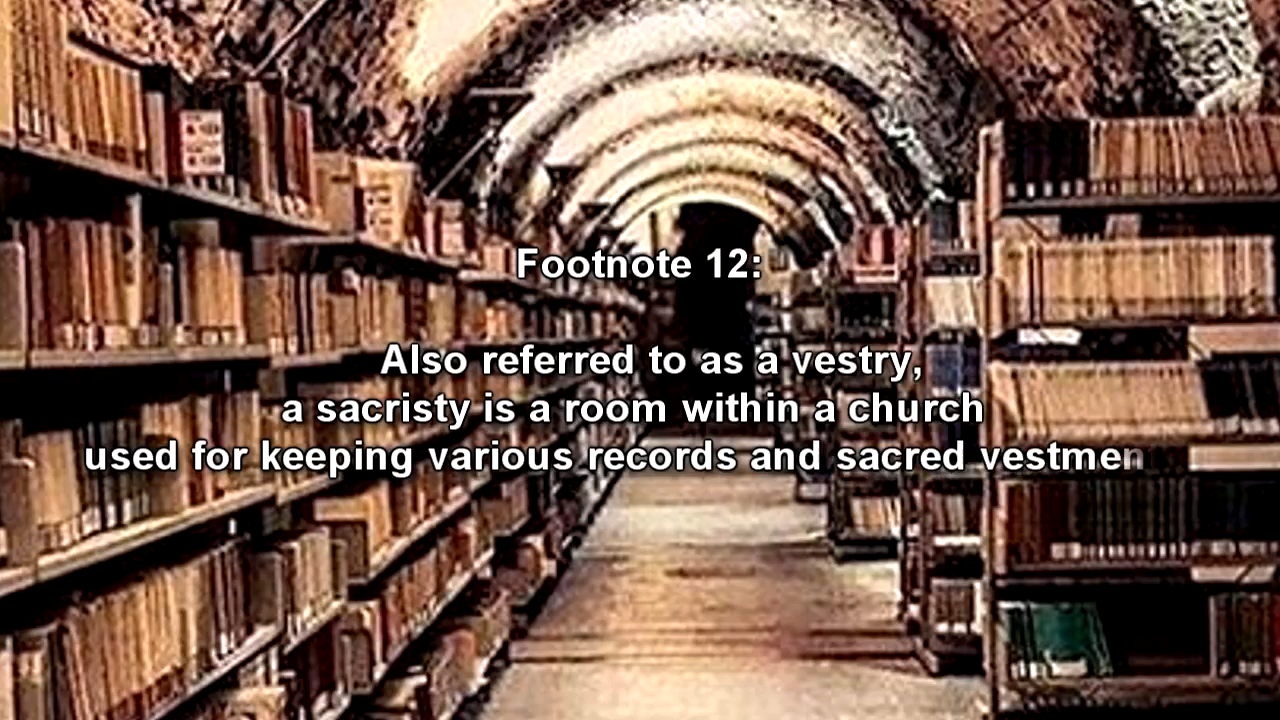 Footnote 12:
Also referred to as a vestry,
a sacristy is a room within a church
used for keeping various records and sacred vestmen